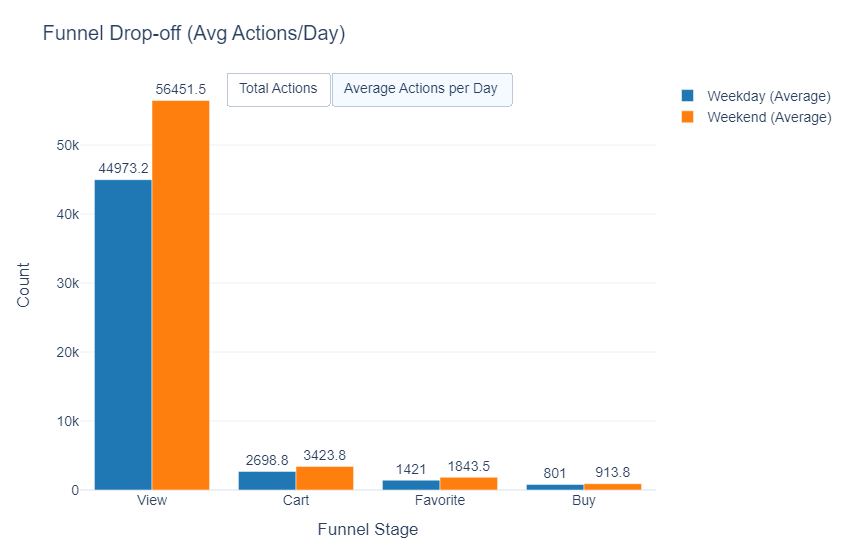 Funnel Drop-off (Avg Actions/Day)
Total Actions
Average Actions per Day
Weekday (Average)
Weekend (Average)
56451.5
44973.2
2698.8
3423.8
1421
1843.5
801
913.8
50k
40k
30k
20k
10k
0
Count
View
Cart
Favorite
Buy
Funnel Stage